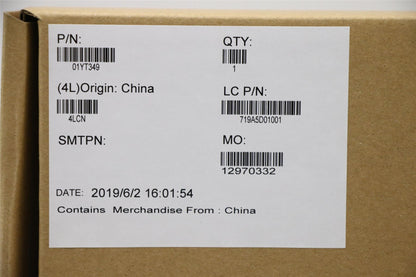 P/N: QTY:
01YT349 1
(4L)Origin: China LC P/N:
4LCN 719A5D01001
SMTPN: MO:
12970332
DATE: 2019/6/2 16:01:54
Contains Merchandise From : China